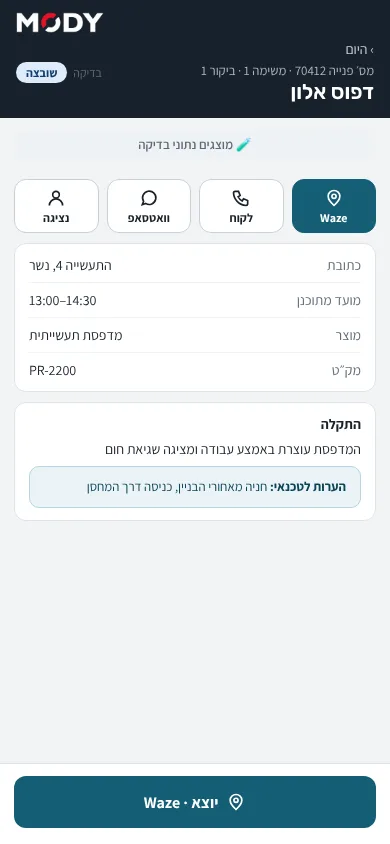 MODY
‹ היום
מס׳ פנייה 70412 · משימה 1 · ביקור 1
בדיקה שובצה
דפוס אלון
מוצגים נתוני בדיקה
Waze
לקוח
וואטסאפ
נציגה
כתובת התעשייה 4, נשר
מועד מתוכנן 13:00–14:30
מוצר מדפסת תעשייתית
מק״ט PR-2200
התקלה
המדפסת עוצרת באמצע עבודה ומציגה שגיאת חום
הערות לטכנאי: חניה מאחורי הבניין, כניסה דרך המחסן
יוצא · Waze